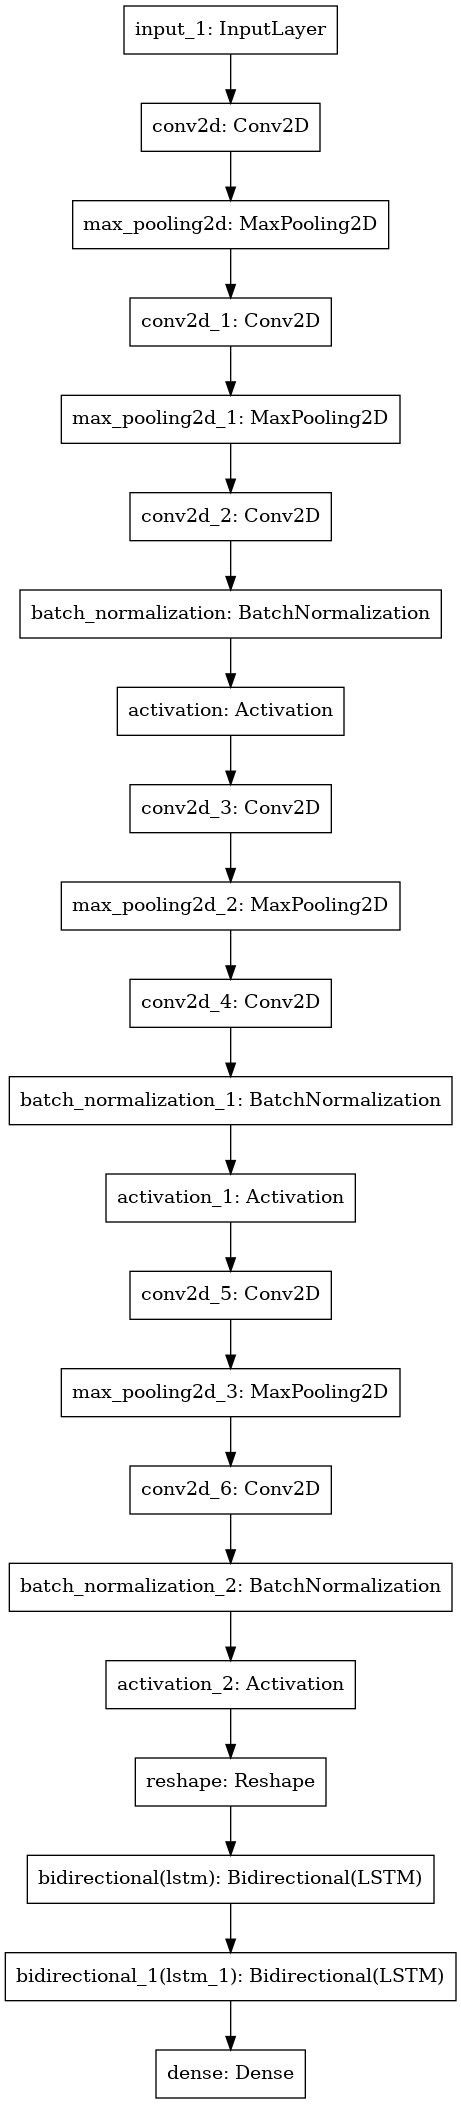 input_1: InputLayer
conv2d: Conv2D
max_pooling2d: MaxPooling2D
conv2d_1: Conv2D
max_pooling2d_1: MaxPooling2D
conv2d_2: Conv2D
batch_normalization: BatchNormalization
activation: Activation
conv2d_3: Conv2D
max_pooling2d_2: MaxPooling2D
conv2d_4: Conv2D
batch_normalization_1: BatchNormalization
activation_1: Activation
conv2d_5: Conv2D
max_pooling2d_3: MaxPooling2D
conv2d_6: Conv2D
batch_normalization_2: BatchNormalization
activation_2: Activation
reshape: Reshape
bidirectional(lstm): Bidirectional(LSTM)
bidirectional_1(lstm_1): Bidirectional(LSTM)
dense: Dense